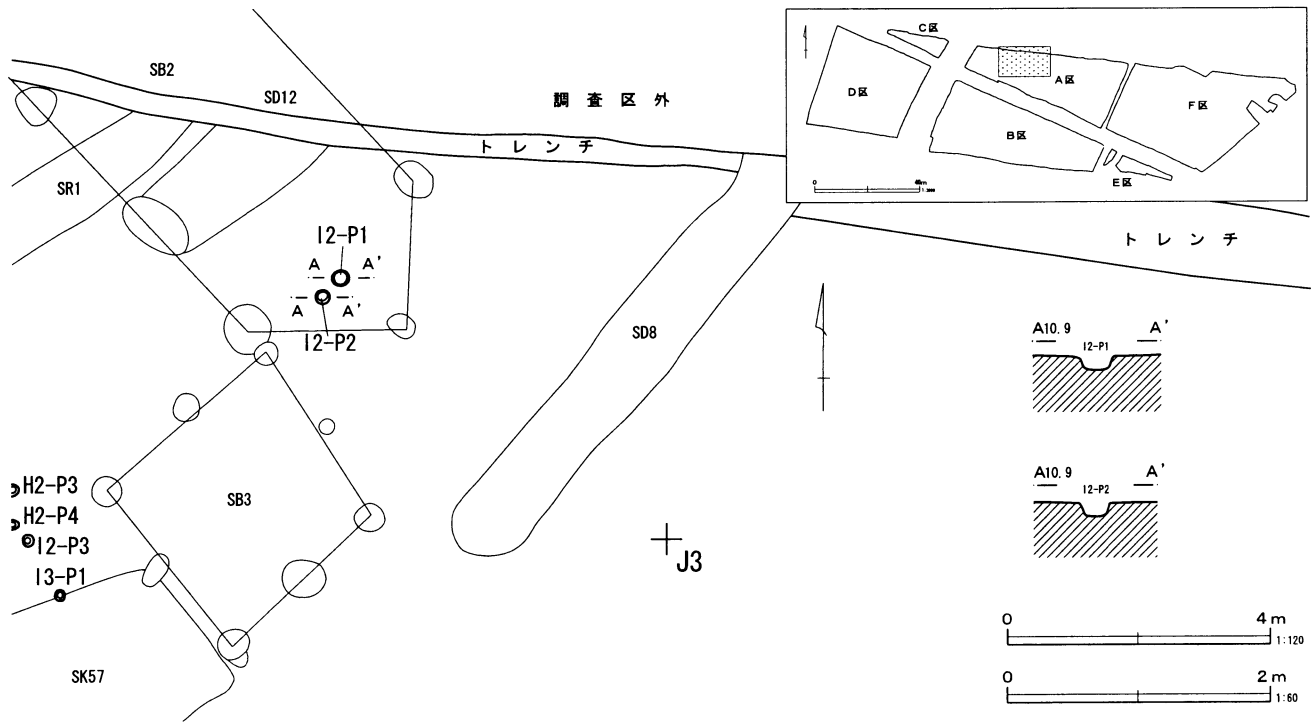 SB2
SD12
調査区外
トレンチ
SR1
I2-P1
A A'
A A'
I2-P2
SD8
SB3
H2-P3
H2-P4
I2-P3
I3-P1
SK57
J3
C区
A区
D区
F区
B区
E区
0 40m
トレンチ
A10.9 A'
I2-P1
A10.9 A'
I2-P2
0 4m
1:120
0 2m
1:60